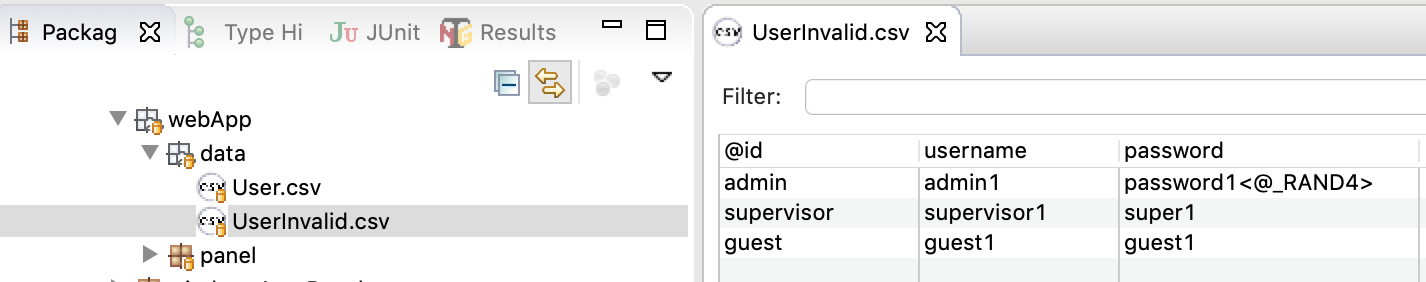 Packag Type Hi JUnit Results
webApp
data
User.csv
UserInvalid.csv
panel
UserInvalid.csv
Filter:
@id username password
admin admin1 password1<@_RAND4>
supervisor supervisor1 super1
guest guest1 guest1